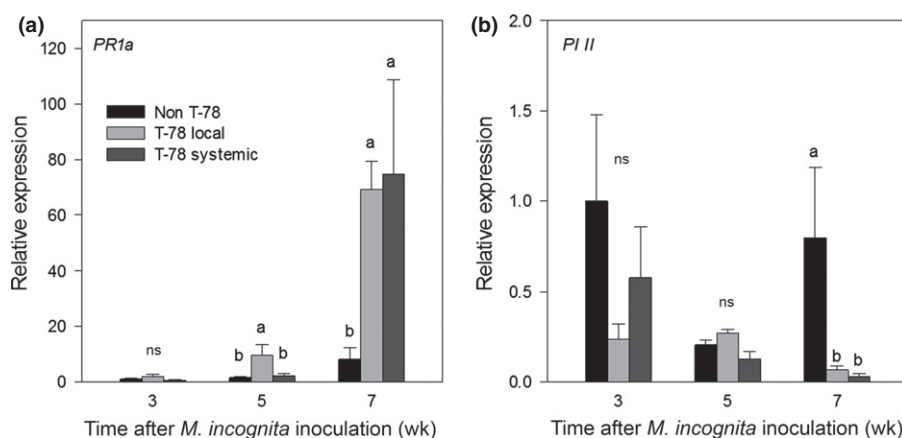 (a)
PR1a
Relative expression
120
100
80
60
40
20
0
Non T-78
T-78 local
T-78 systemic
ns
b
a
b
b
a
a
3
5
7
Time after M. incognita inoculation (wk)
(b)
PI II
Relative expression
2.0
1.5
1.0
0.5
0.0
ns
ns
a
b
b
3
5
7
Time after M. incognita inoculation (wk)